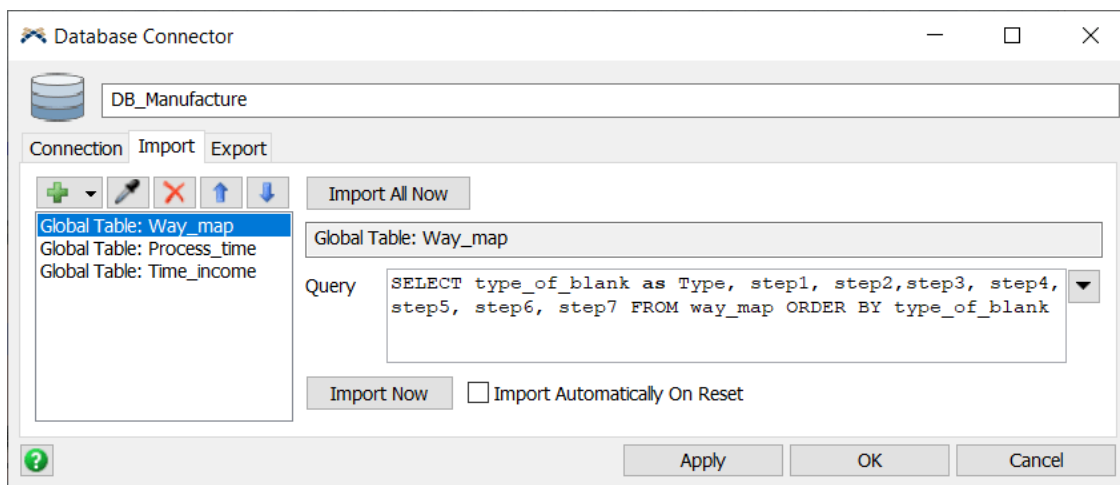 Database Connector
DB_Manufacture
Connection Import Export
Import All Now
Global Table: Way_map
Global Table: Process_time
Global Table: Time_income
Global Table: Way_map
Query
SELECT type_of_blank as Type, step1, step2,step3, step4,
step5, step6, step7 FROM way_map ORDER BY type_of_blank
Import Now
Import Automatically On Reset
Apply OK Cancel